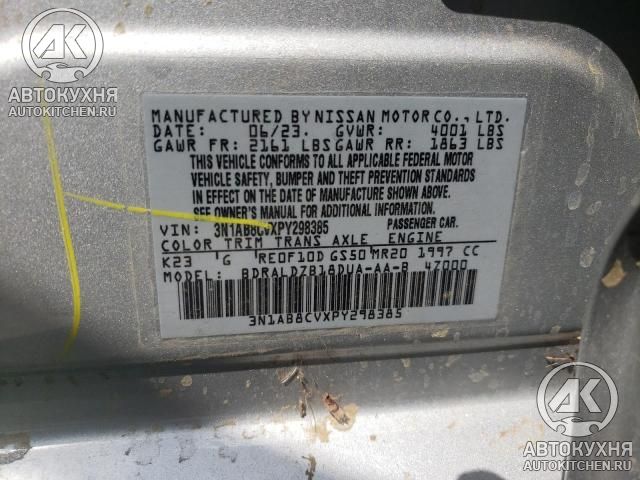 АК
АВТОКУХНЯ
AUTOKITCHEN.RU
MANUFACTURED BY NISSAN MOTOR CO., LTD.
DATE: 06/23. GVWR: 4001 LBS
GAWR FR: 2161 LBS GAWR RR: 1863 LBS
THIS VEHICLE CONFORMS TO ALL APPLICABLE FEDERAL MOTOR
VEHICLE SAFETY, BUMPER AND THEFT PREVENTION STANDARDS
IN EFFECT ON THE DATE OF MANUFACTURE SHOWN ABOVE.
SEE OWNER'S MANUAL FOR ADDITIONAL INFORMATION.
VIN: 3N1AB8CVXPY298385 PASSENGER CAR.
COLOR TRIM TRANS AXLE ENGINE
K23 G RE0F10D GS50 MR20 1997 CC
MODEL: BDRALDZB18DUA-AA-B 4Z000
3N1AB8CVXPY298385
АК
АВТОКУХНЯ
AUTOKITCHEN.RU